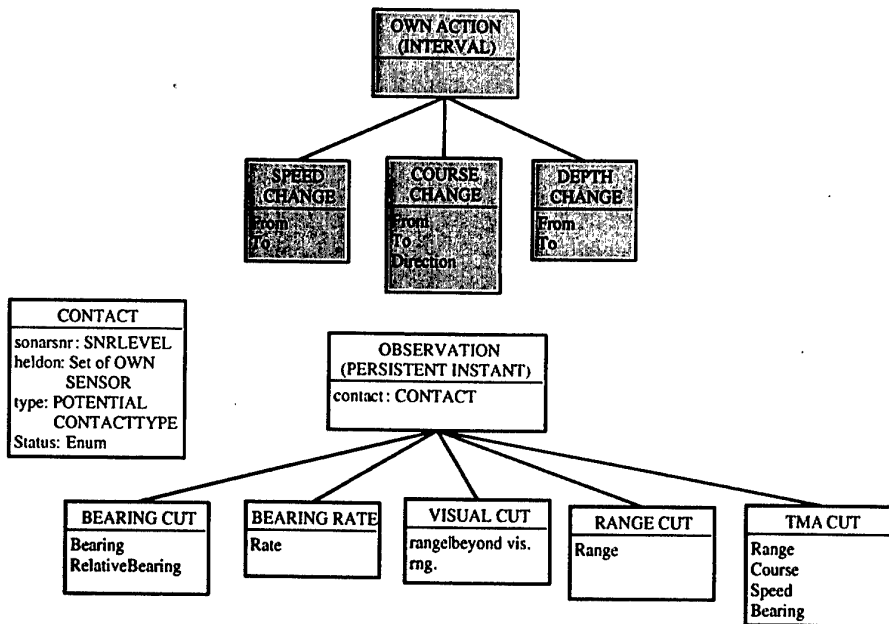 OWN ACTION
(INTERVAL)
SPEED
CHANGE
From
To
COURSE
CHANGE
From
To
Direction
DEPTH
CHANGE
From
To
CONTACT
sonarsnr: SNRLEVEL
heldon: Set of OWN
SENSOR
type: POTENTIAL
CONTACTTYPE
Status: Enum
OBSERVATION
(PERSISTENT INSTANT)
contact: CONTACT
BEARING CUT
Bearing
RelativeBearing
BEARING RATE
Rate
VISUAL CUT
range|beyond vis.
rng.
RANGE CUT
Range
TMA CUT
Range
Course
Speed
Bearing